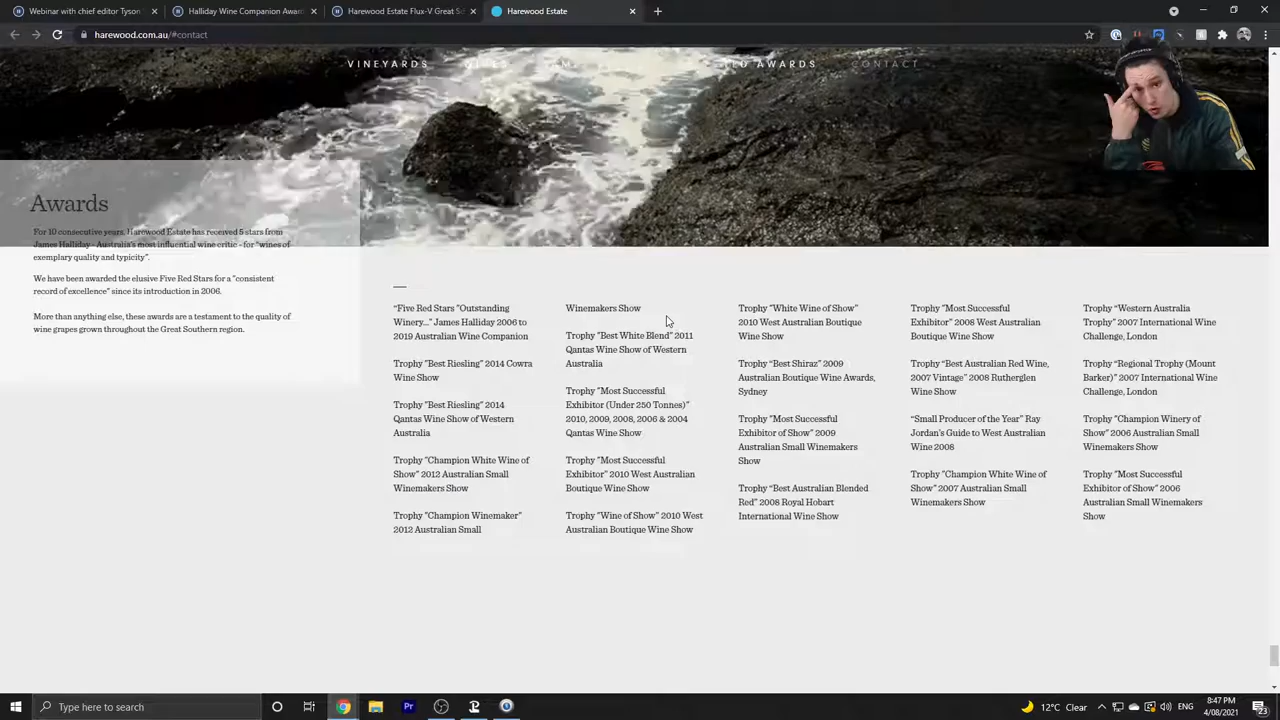 Webinar with cinefest Today.
Halliday Wine Companion Award
Harewood Estate Flux-V Great S
Harewood Estate
harewood.com.au/#contact
VINEYARDS
AWARDS
CONTACT
Awards
For 10 consecutive years, Harewood Estate has received 5 stars from
James Halliday - Australia's most influential wine critic - for "wines of
exemplary quality and typicity".
We have been awarded the elusive Five Red Stars for a "consistent
record of excellence" since its introduction in 2006.
More than anything else, these awards are a testament to the quality of
wine grapes grown throughout the Great Southern region.
“Five Red Stars "Outstanding
Winery..." James Halliday 2006 to
2019 Australian Wine Companion
Trophy "Best Riesling" 2014 Cowra
Wine Show
Trophy "Best Riesling" 2014
Qantas Wine Show of Western
Australia
Trophy "Champion White Wine of
Show" 2012 Australian Small
Winemakers Show
Trophy "Champion Winemaker"
2012 Australian Small
Winemakers Show
Trophy "Best White Blend" 2011
Qantas Wine Show of Western
Australia
Trophy "Most Successful
Exhibitor (Under 250 Tonnes)"
2010, 2009, 2008, 2006 & 2004
Qantas Wine Show
Trophy "Most Successful
Exhibitor" 2010 West Australian
Boutique Wine Show
Trophy "Wine of Show" 2010 West
Australian Boutique Wine Show
Trophy "White Wine of Show"
2010 West Australian Boutique
Wine Show
Trophy “Best Shiraz" 2009
Australian Boutique Wine Awards,
Sydney
Trophy "Most Successful
Exhibitor of Show" 2009
Australian Small Winemakers
Show
Trophy “Best Australian Blended
Red" 2008 Royal Hobart
International Wine Show
Trophy "Most Successful
Exhibitor" 2008 West Australian
Boutique Wine Show
Trophy “Best Australian Red Wine,
2007 Vintage" 2008 Rutherglen
Wine Show
“Small Producer of the Year" Ray
Jordan's Guide to West Australian
Wine 2008
Trophy "Champion White Wine of
Show" 2007 Australian Small
Winemakers Show
Trophy “Western Australia
Trophy" 2007 International Wine
Challenge, London
Trophy “Regional Trophy (Mount
Barker)" 2007 International Wine
Challenge, London
Trophy "Champion Winery of
Show" 2006 Australian Small
Winemakers Show
Trophy "Most Successful
Exhibitor of Show" 2006
Australian Small Winemakers
Show
Type here to search
12°C Clear
ENG
8:47 PM
4/08/2021